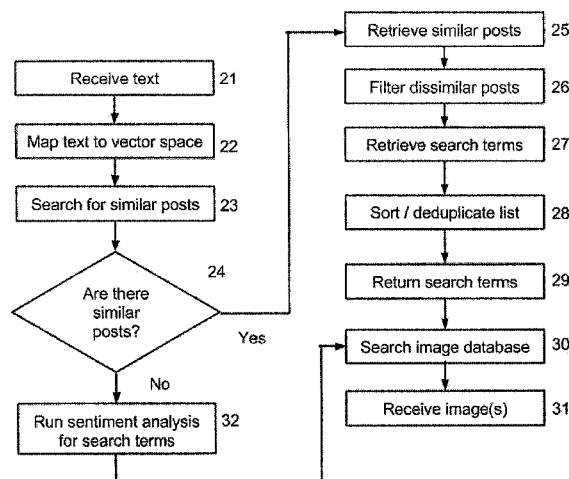 Receive text
21
Map text to vector space
22
Search for similar posts
23
24
Are there
similar
posts?
Yes
No
Run sentiment analysis
for search terms
32
Retrieve similar posts
25
Filter dissimilar posts
26
Retrieve search terms
27
Sort / deduplicate list
28
Return search terms
29
Search image database
30
Receive image(s)
31